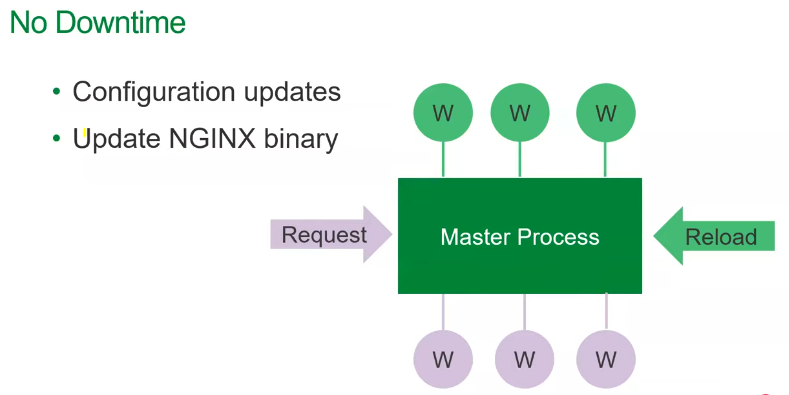 No Downtime
• Configuration updates
• Update NGINX binary
W W W
Request
Master Process
Reload
W W W